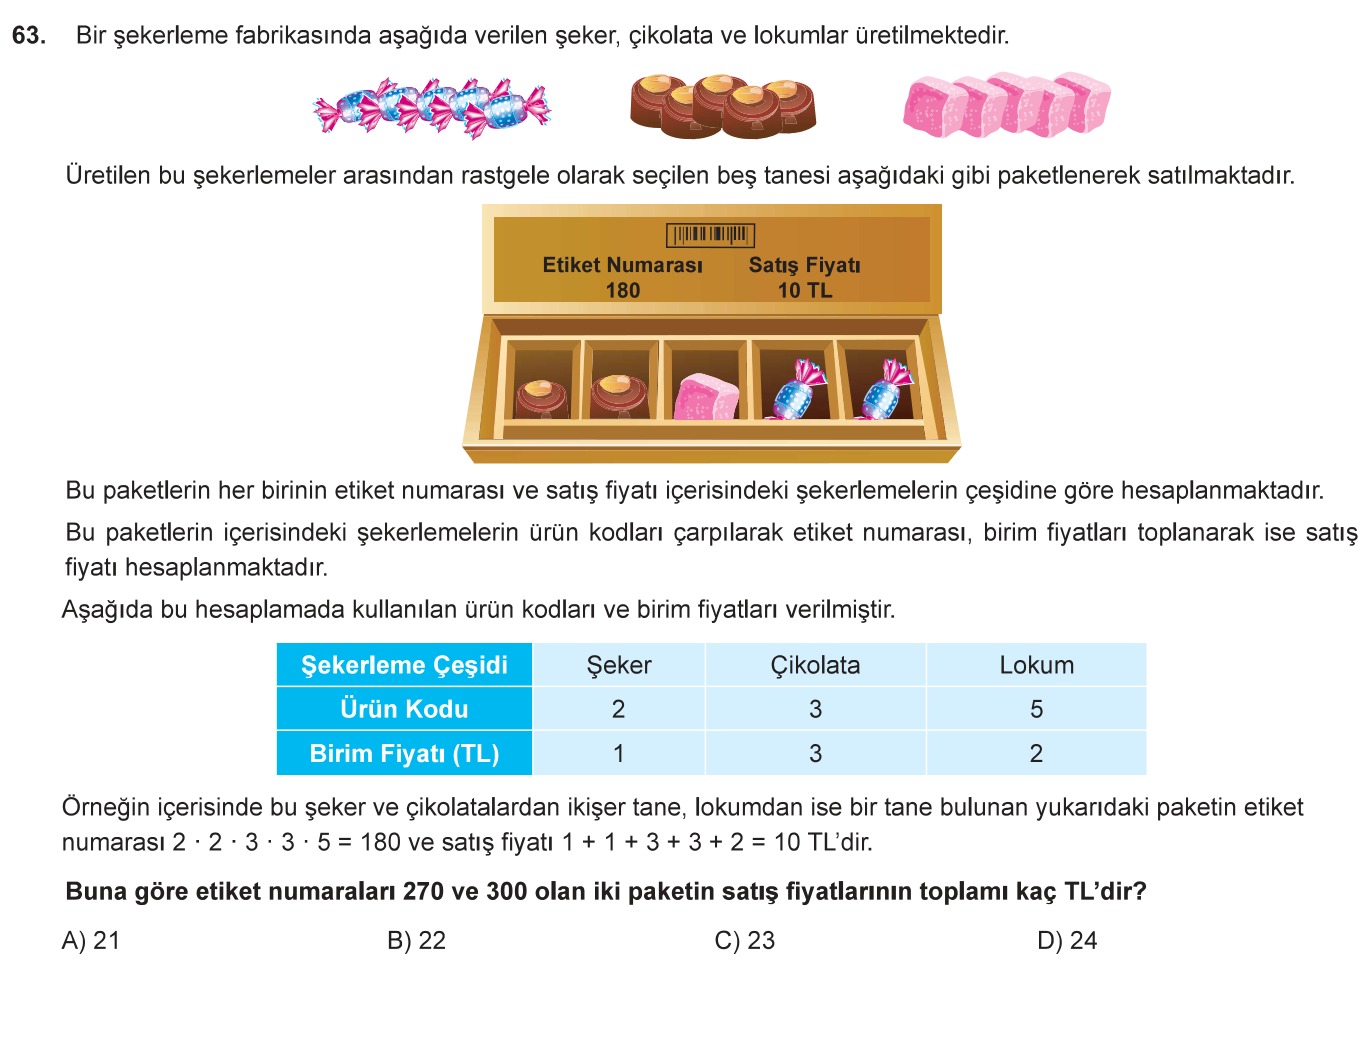 63. Bir şekerleme fabrikasında aşağıda verilen şeker, çikolata ve lokumlar üretilmektedir.
Üretilen bu şekerlemeler arasından rastgele olarak seçilen beş tanesi aşağıdaki gibi paketlenerek satılmaktadır.
Etiket Numarası Satış Fiyatı
180 10 TL
Bu paketlerin her birinin etiket numarası ve satış fiyatı içerisindeki şekerlemelerin çeşidine göre hesaplanmaktadır.
Bu paketlerin içerisindeki şekerlemelerin ürün kodları çarpılarak etiket numarası, birim fiyatları toplanarak ise satış
fiyatı hesaplanmaktadır.
Aşağıda bu hesaplamada kullanılan ürün kodları ve birim fiyatları verilmiştir.
Şekerleme Çeşidi Şeker Çikolata Lokum
Ürün Kodu 2 3 5
Birim Fiyatı (TL) 1 3 2
Örneğin içerisinde bu şeker ve çikolatalardan ikişer tane, lokumdan ise bir tane bulunan yukarıdaki paketin etiket
numarası 2 · 2 · 3 · 3 · 5 = 180 ve satış fiyatı 1 + 1 + 3 + 3 + 2 = 10 TL'dir.
Buna göre etiket numaraları 270 ve 300 olan iki paketin satış fiyatlarının toplamı kaç TL'dir?
A) 21 B) 22 C) 23 D) 24